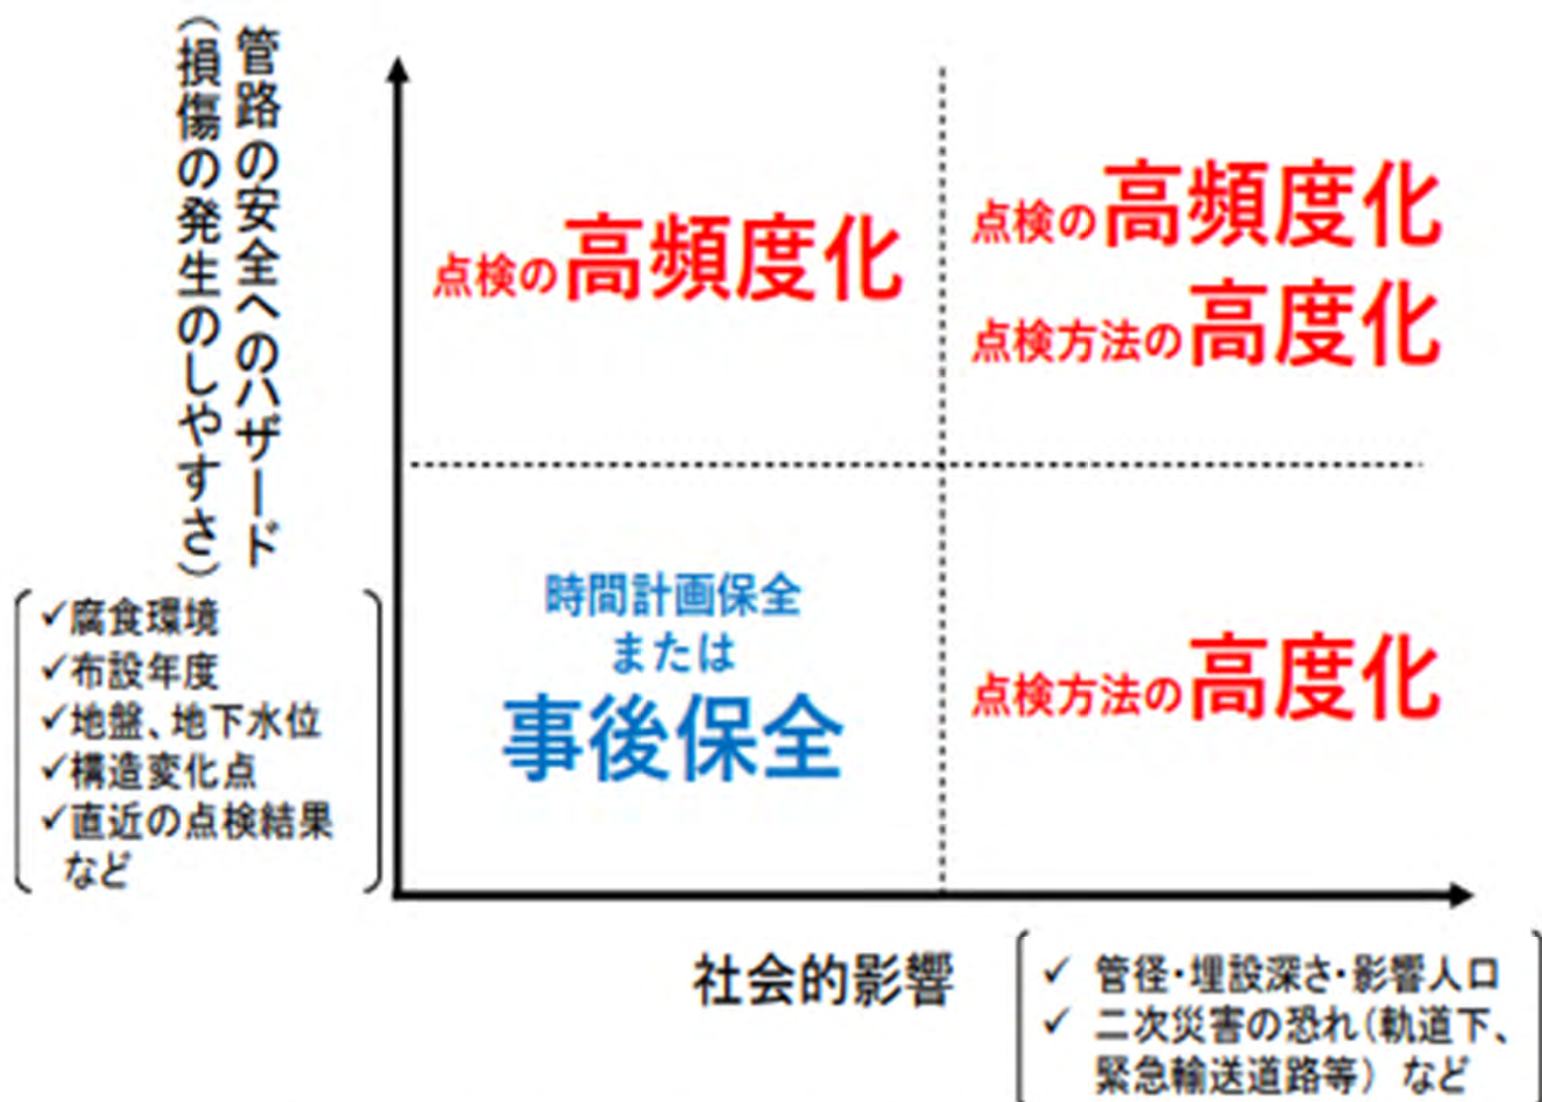 管路の安全へのハザード
（損傷の発生のしやすさ）
✓腐食環境
✓布設年度
✓地盤、地下水位
✓構造変化点
✓直近の点検結果
など
点検の高頻度化
点検の高頻度化
点検方法の高度化
時間計画保全
または
事後保全
点検方法の高度化
社会的影響
✓ 管径・埋設深さ・影響人口
✓ 二次災害の恐れ（軌道下、
緊急輸送道路等） など